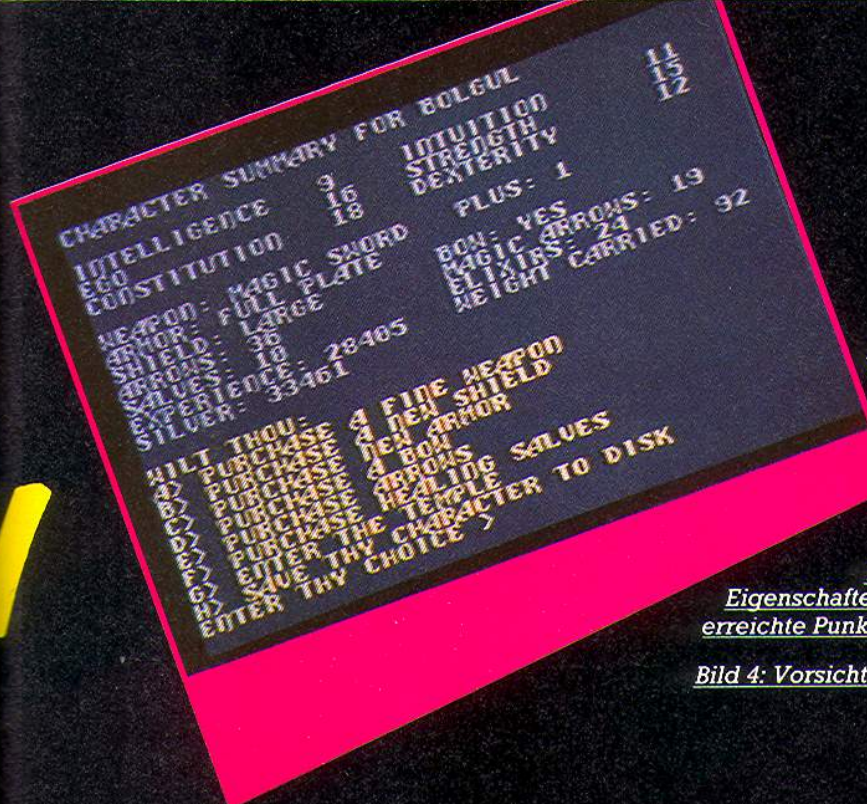 CHARACTER SUMMARY FOR BOLGUL
INTELLIGENCE 9 INTUITION 11
EGO 16 STRENGTH 15
CONSTITUTION 18 DEXTERITY 12
WEAPON: MAGIC SWORD PLUS: 1
ARMOR: FULL PLATE
SHIELD: LARGE BOW: YES
ARROWS: 36 MAGIC ARROWS: 19
SALVES: 10 ELIXIRS: 24
EXPERIENCE: 28405 WEIGHT CARRIED: 92
SILVER: 33461
WILT THOU:
A> PURCHASE A FINE WEAPON
B> PURCHASE A NEW SHIELD
C> PURCHASE NEW ARMOR
D> PURCHASE A BOW
E> PURCHASE ARROWS
F> PURCHASE HEALING SALVES
G> ENTER THE TEMPLE
H> SAVE THY CHARACTER TO DISK
ENTER THY CHOICE >
Eigenschafte
erreichte Punk
Bild 4: Vorsicht